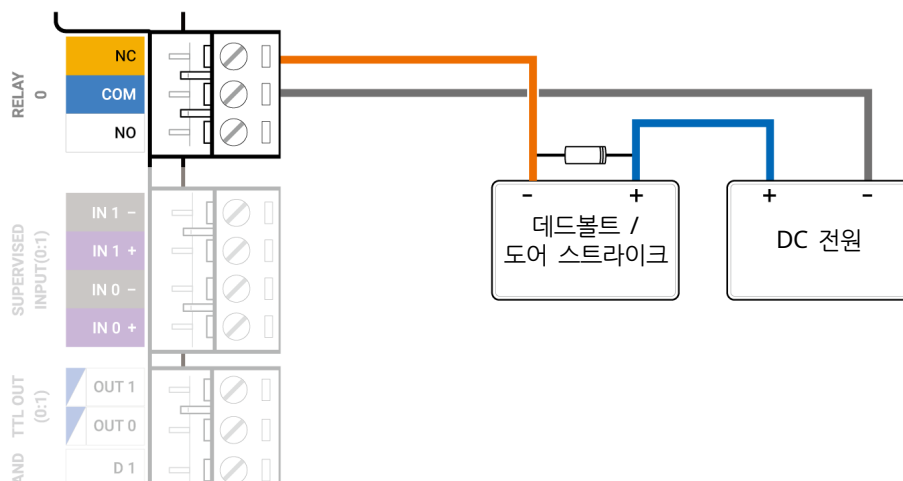 RELAY
0
NC
COM
NO
SUPERVISED
INPUT(0:1)
IN 1 −
IN 1 +
IN 0 −
IN 0 +
TTL OUT
(0:1)
OUT 1
OUT 0
AND
D 1
- +
데드볼트 /
도어 스트라이크
+ -
DC 전원